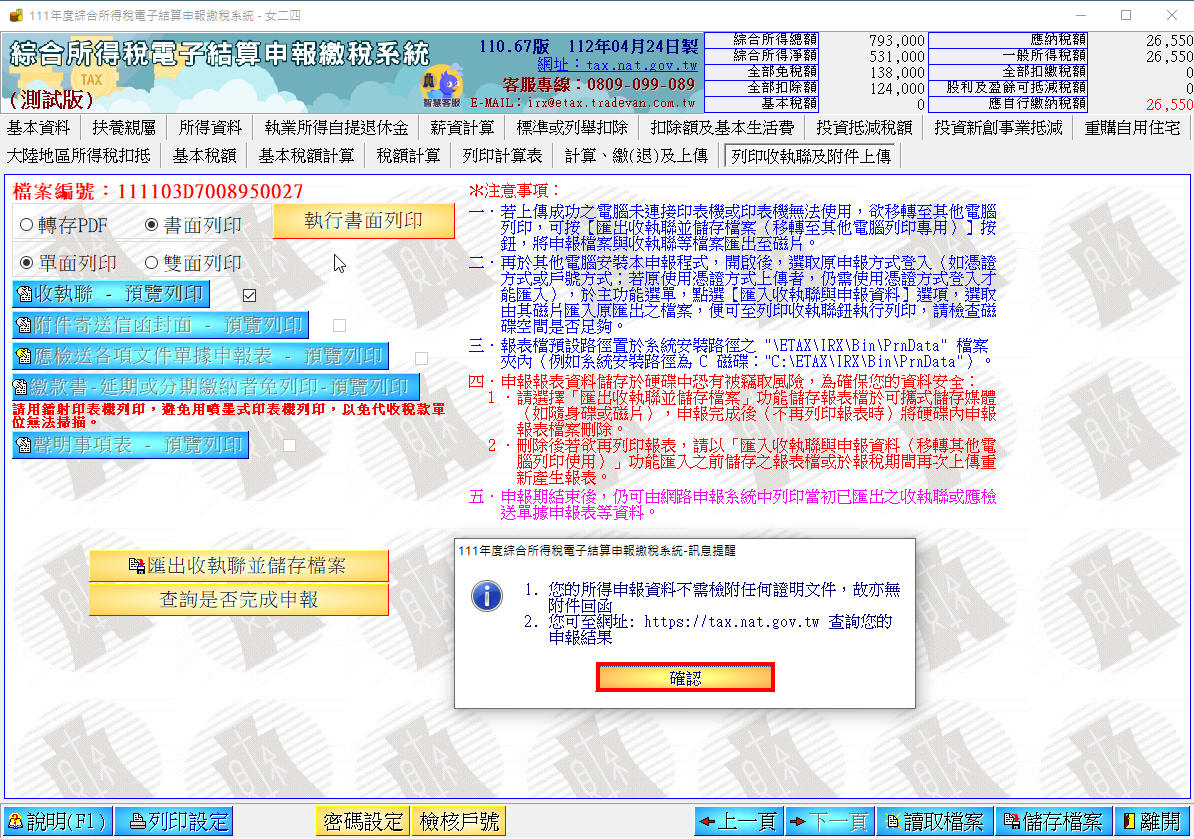 111年度綜合所得稅電子結算申報繳稅系統 - 女二四
綜合所得稅電子結算申報繳稅系統
TAX
(測試版)
110.67版 112年04月24日製
網址：tax.nat.gov.tw
客服專線：0809-099-089
E-MAIL：irx@etax.tradevan.com.tw
智慧客服
綜合所得總額 793,000 應納稅額 26,550
綜合所得淨額 531,000 一般所得稅額 26,550
全部免稅額 138,000 全部扣繳稅額 0
全部扣除額 124,000 股利及盈餘可抵減稅額 0
基本稅額 0 應自行繳納稅額 26,550
基本資料 扶養親屬 所得資料 執業所得自提退休金 薪資計算 標準或列舉扣除 扣除額及基本生活費 投資抵減稅額 投資新創事業抵減 重購自用住宅
大陸地區所得稅扣抵 基本稅額 基本稅額計算 稅額計算 列印計算表 計算、繳(退)及上傳 列印收執聯及附件上傳
檔案編號：111103D7008950027
轉存PDF 書面列印 執行書面列印
單面列印 雙面列印
收執聯 - 預覽列印
附件寄送信函封面 - 預覽列印
應檢送各項文件單據申報表 - 預覽列印
繳款書-延期或分期繳納者免列印-預覽列印
請用鐳射印表機列印，避免用噴墨式印表機列印，以免代收稅款單
位無法掃描。
聲明事項表 - 預覽列印
匯出收執聯並儲存檔案
查詢是否完成申報
※注意事項：
一．若上傳成功之電腦未連接印表機或印表機無法使用，欲移轉至其他電腦
列印，可按［匯出收執聯並儲存檔案（移轉至其他電腦列印專用）］按
鈕，將申報檔案與收執聯等檔案匯出至磁片。
二．再於其他電腦安裝本申報程式，開啟後，選取原申報方式登入（如憑證
方式或戶號方式；若原使用憑證方式上傳者，仍需使用憑證方式登入才
能匯入），於主功能選單，點選［匯入收執聯與申報資料］選項，選取
由其磁片匯入原匯出之檔案，便可至列印收執聯鈕執行列印，請檢查磁
碟空間是否足夠。
三．報表檔預設路徑置於系統安裝路徑之 "\ETAX\IRX\Bin\PrnData" 檔案
夾內（例如系統安裝路徑為 C 磁碟："C:\ETAX\IRX\Bin\PrnData"）。
四．申報報表資料儲存於硬碟中恐有被竊取風險，為確保您的資料安全：
１．請選擇「匯出收執聯並儲存檔案」功能儲存報表檔於可攜式儲存媒體
（如隨身碟或磁片），申報完成後（不再列印報表時）將硬碟內申報
報表檔案刪除。
２．刪除後若欲再列印報表，請以「匯入收執聯與申報資料（移轉其他電
腦列印使用）」功能匯入之前儲存之報表檔或於報稅期間再次上傳重
新產生報表。
五．申報期結束後，仍可由網路申報系統中列印當初已匯出之收執聯或應檢
送單據申報表等資料。
111年度綜合所得稅電子結算申報繳稅系統-訊息提醒
1. 您的所得申報資料不需檢附任何證明文件，故亦無
附件回函
2. 您可至網址: https://tax.nat.gov.tw 查詢您的
申報結果
確認
說明(F1) 列印設定 密碼設定 檢核戶號 上一頁 下一頁 讀取檔案 儲存檔案 離開